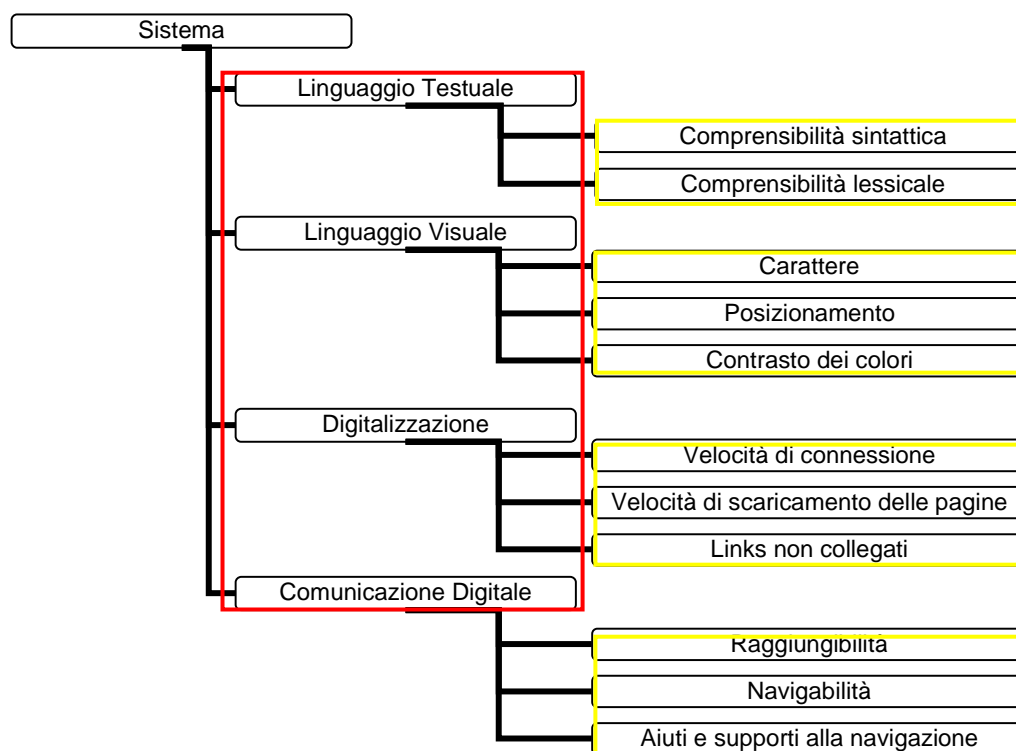 Sistema
Linguaggio Testuale
Comprensibilità sintattica
Comprensibilità lessicale
Linguaggio Visuale
Carattere
Posizionamento
Contrasto dei colori
Digitalizzazione
Velocità di connessione
Velocità di scaricamento delle pagine
Links non collegati
Comunicazione Digitale
Raggiungibilità
Navigabilità
Aiuti e supporti alla navigazione